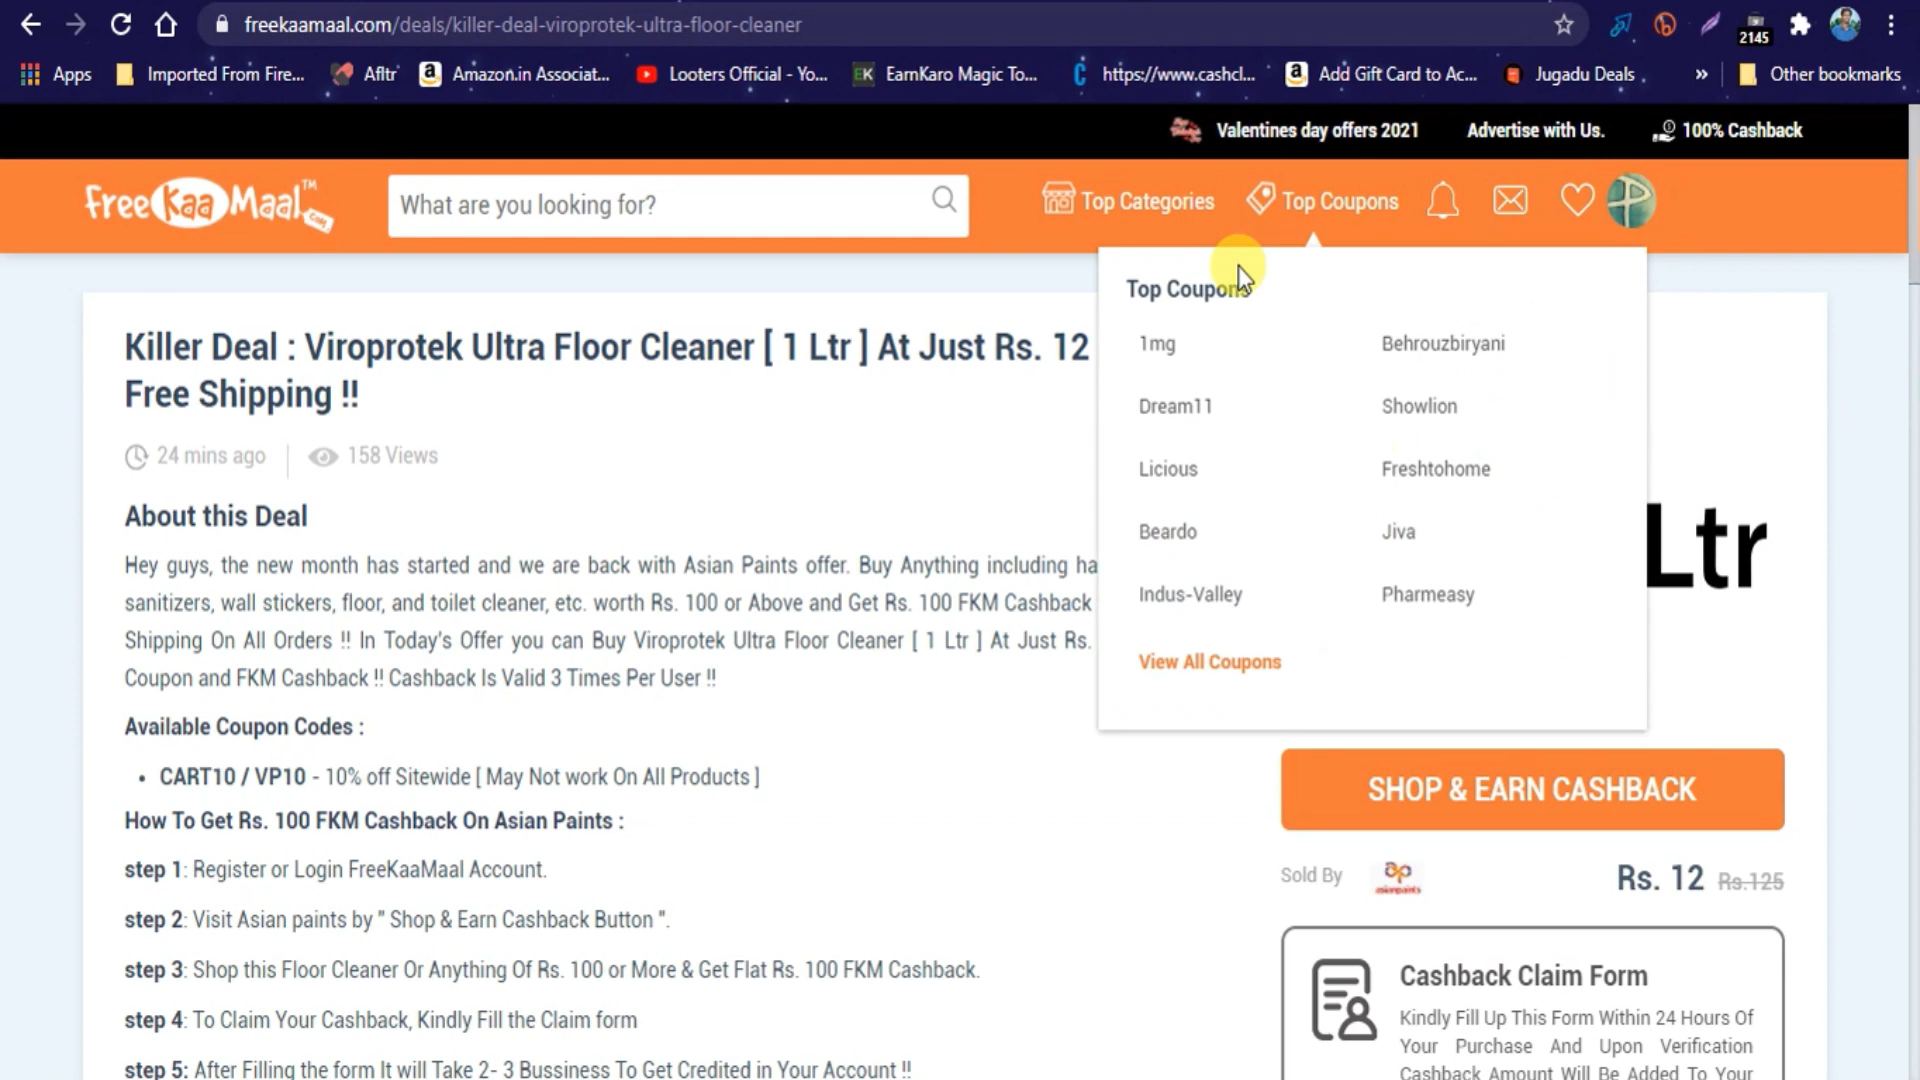 freekaamaal.com/deals/killer-deal-viroprotek-ultra-floor-cleaner
2145
Apps
Imported From Fire...
Afltr
Amazon.in Associat...
Looters Official - Yo...
EK EarnKaro Magic To...
https://www.cashcl...
Add Gift Card to Ac...
Jugadu Deals
» Other bookmarks
Valentines day offers 2021 Advertise with Us. 100% Cashback
Free Kaa Maal™ .com
What are you looking for?
Top Categories Top Coupons
Top Coupons
1mg Behrouzbiryani
Dream11 Showlion
Licious Freshtohome
Beardo Jiva
Indus-Valley Pharmeasy
View All Coupons
Killer Deal : Viroprotek Ultra Floor Cleaner [ 1 Ltr ] At Just Rs. 12
Free Shipping !!
24 mins ago 158 Views
About this Deal
Hey guys, the new month has started and we are back with Asian Paints offer. Buy Anything including ha
sanitizers, wall stickers, floor, and toilet cleaner, etc. worth Rs. 100 or Above and Get Rs. 100 FKM Cashback
Shipping On All Orders !! In Today's Offer you can Buy Viroprotek Ultra Floor Cleaner [ 1 Ltr ] At Just Rs.
Coupon and FKM Cashback !! Cashback Is Valid 3 Times Per User !!
Available Coupon Codes :
• CART10 / VP10 - 10% off Sitewide [ May Not work On All Products ]
How To Get Rs. 100 FKM Cashback On Asian Paints :
step 1: Register or Login FreeKaaMaal Account.
step 2: Visit Asian paints by " Shop & Earn Cashback Button ".
step 3: Shop this Floor Cleaner Or Anything Of Rs. 100 or More & Get Flat Rs. 100 FKM Cashback.
step 4: To Claim Your Cashback, Kindly Fill the Claim form
step 5: After Filling the form It will Take 2- 3 Bussiness To Get Credited in Your Account !!
Ltr
SHOP & EARN CASHBACK
Sold By asianpaints Rs. 12 Rs.125
Cashback Claim Form
Kindly Fill Up This Form Within 24 Hours Of
Your Purchase And Upon Verification
Cashback Amount Will Be Added To Your